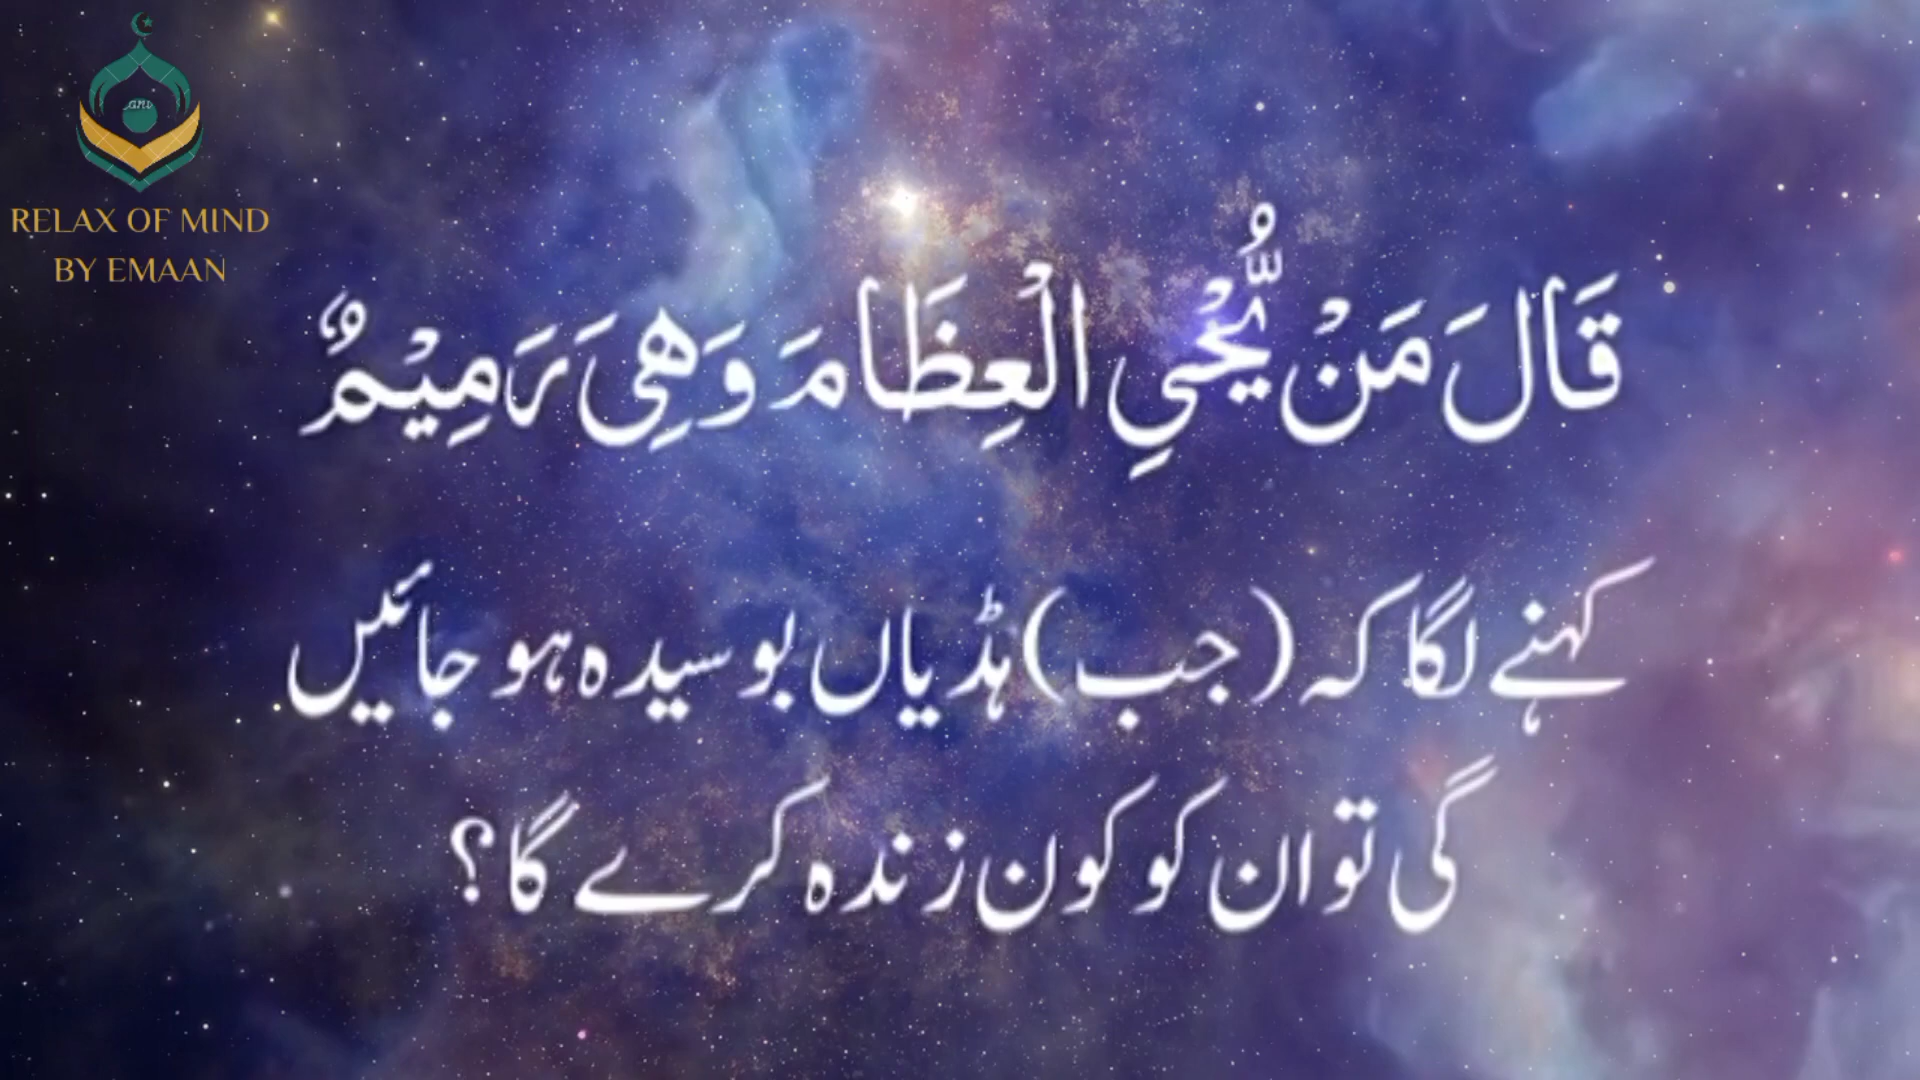 RELAX OF MIND
BY EMAAN
قَالَ مَنْ يُّحْيِ الْعِظَامَ وَهِيَ رَمِيْمٌ
کہنے لگا کہ (جب) ہڈیاں بوسیدہ ہو جائیں
گی تو ان کو کون زندہ کرے گا؟